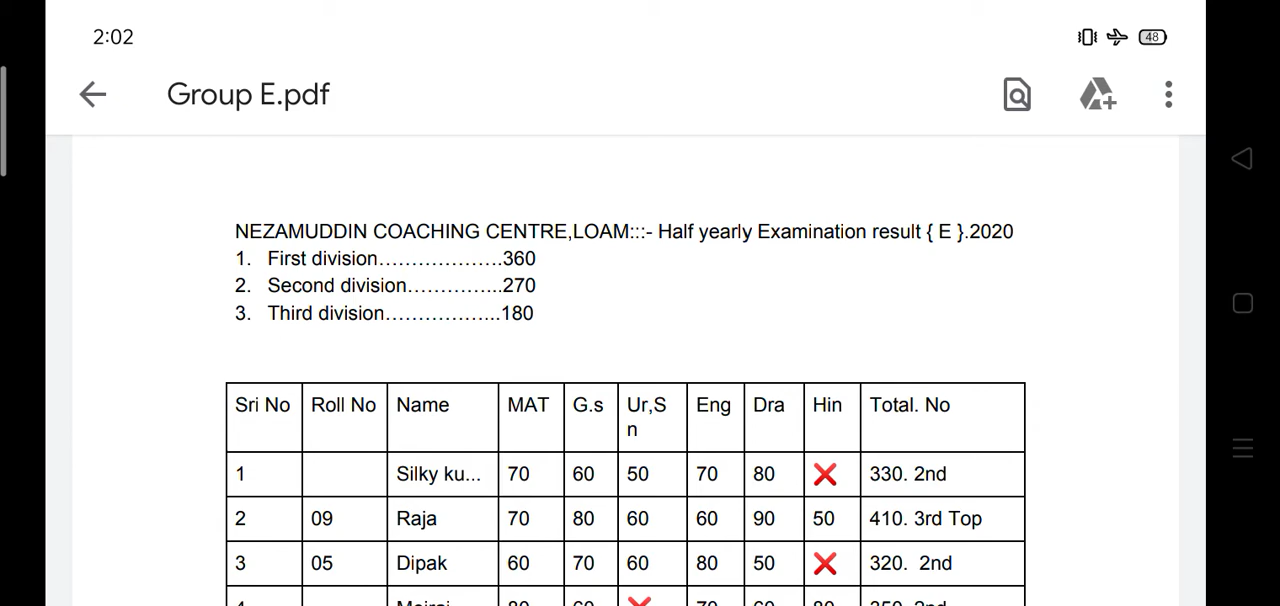 2:02
48
Group E.pdf
NEZAMUDDIN COACHING CENTRE,LOAM:::- Half yearly Examination result { E }.2020
1. First division……………….360
2. Second division…………...270
3. Third division……………...180
Sri No Roll No Name MAT G.s Ur,Sn Eng Dra Hin Total. No
1 Silky ku... 70 60 50 70 80 ❌ 330. 2nd
2 09 Raja 70 80 60 60 90 50 410. 3rd Top
3 05 Dipak 60 70 60 80 50 ❌ 320. 2nd